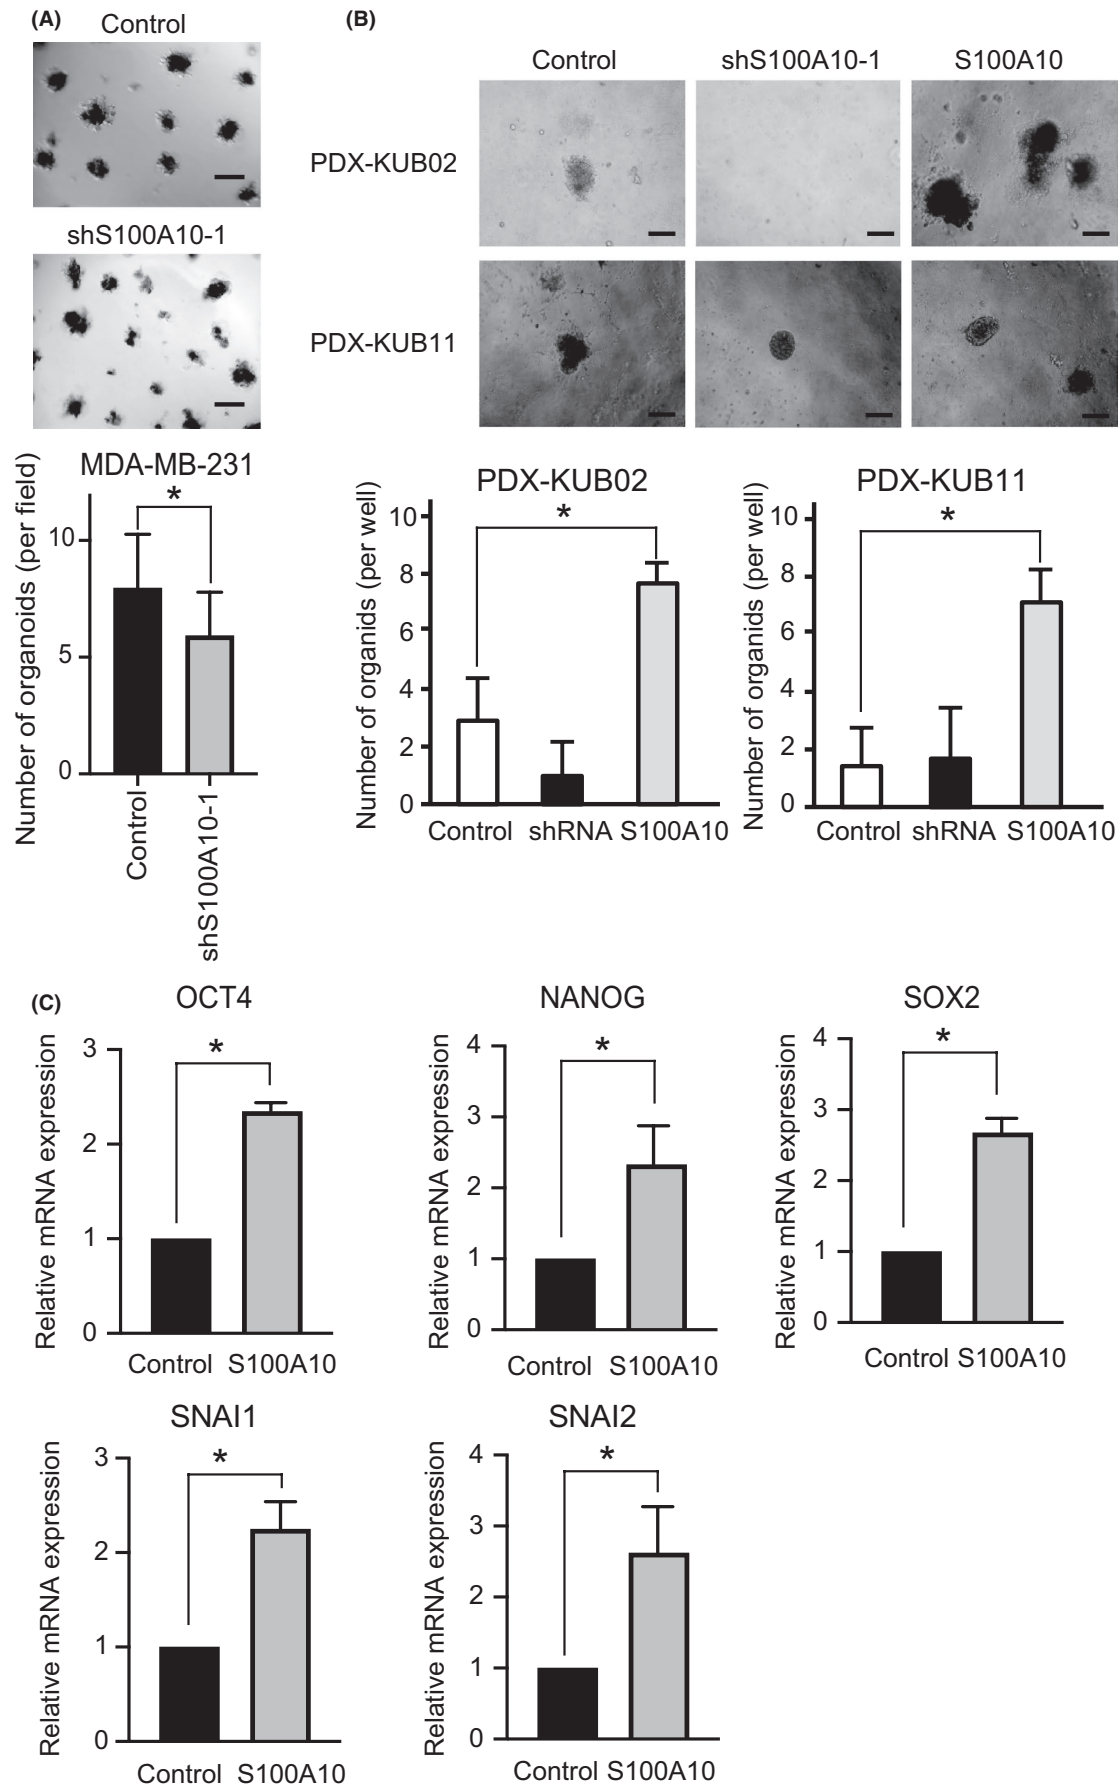 (A)
Control
shS100A10-1
MDA-MB-231
*
Number of organoids (per field)
10
5
0
Control
shS100A10-1
(B)
Control shS100A10-1 S100A10
PDX-KUB02
PDX-KUB11
PDX-KUB02
*
Number of organids (per well)
10
8
6
4
2
0
Control shRNA S100A10
PDX-KUB11
*
Number of organids (per well)
10
8
6
4
2
0
Control shRNA S100A10
(C)
OCT4
*
Relative mRNA expression
3
2
1
0
Control S100A10
NANOG
*
Relative mRNA expression
4
3
2
1
0
Control S100A10
SOX2
*
Relative mRNA expression
4
3
2
1
0
Control S100A10
SNAI1
*
Relative mRNA expression
3
2
1
0
Control S100A10
SNAI2
*
Relative mRNA expression
4
3
2
1
0
Control S100A10